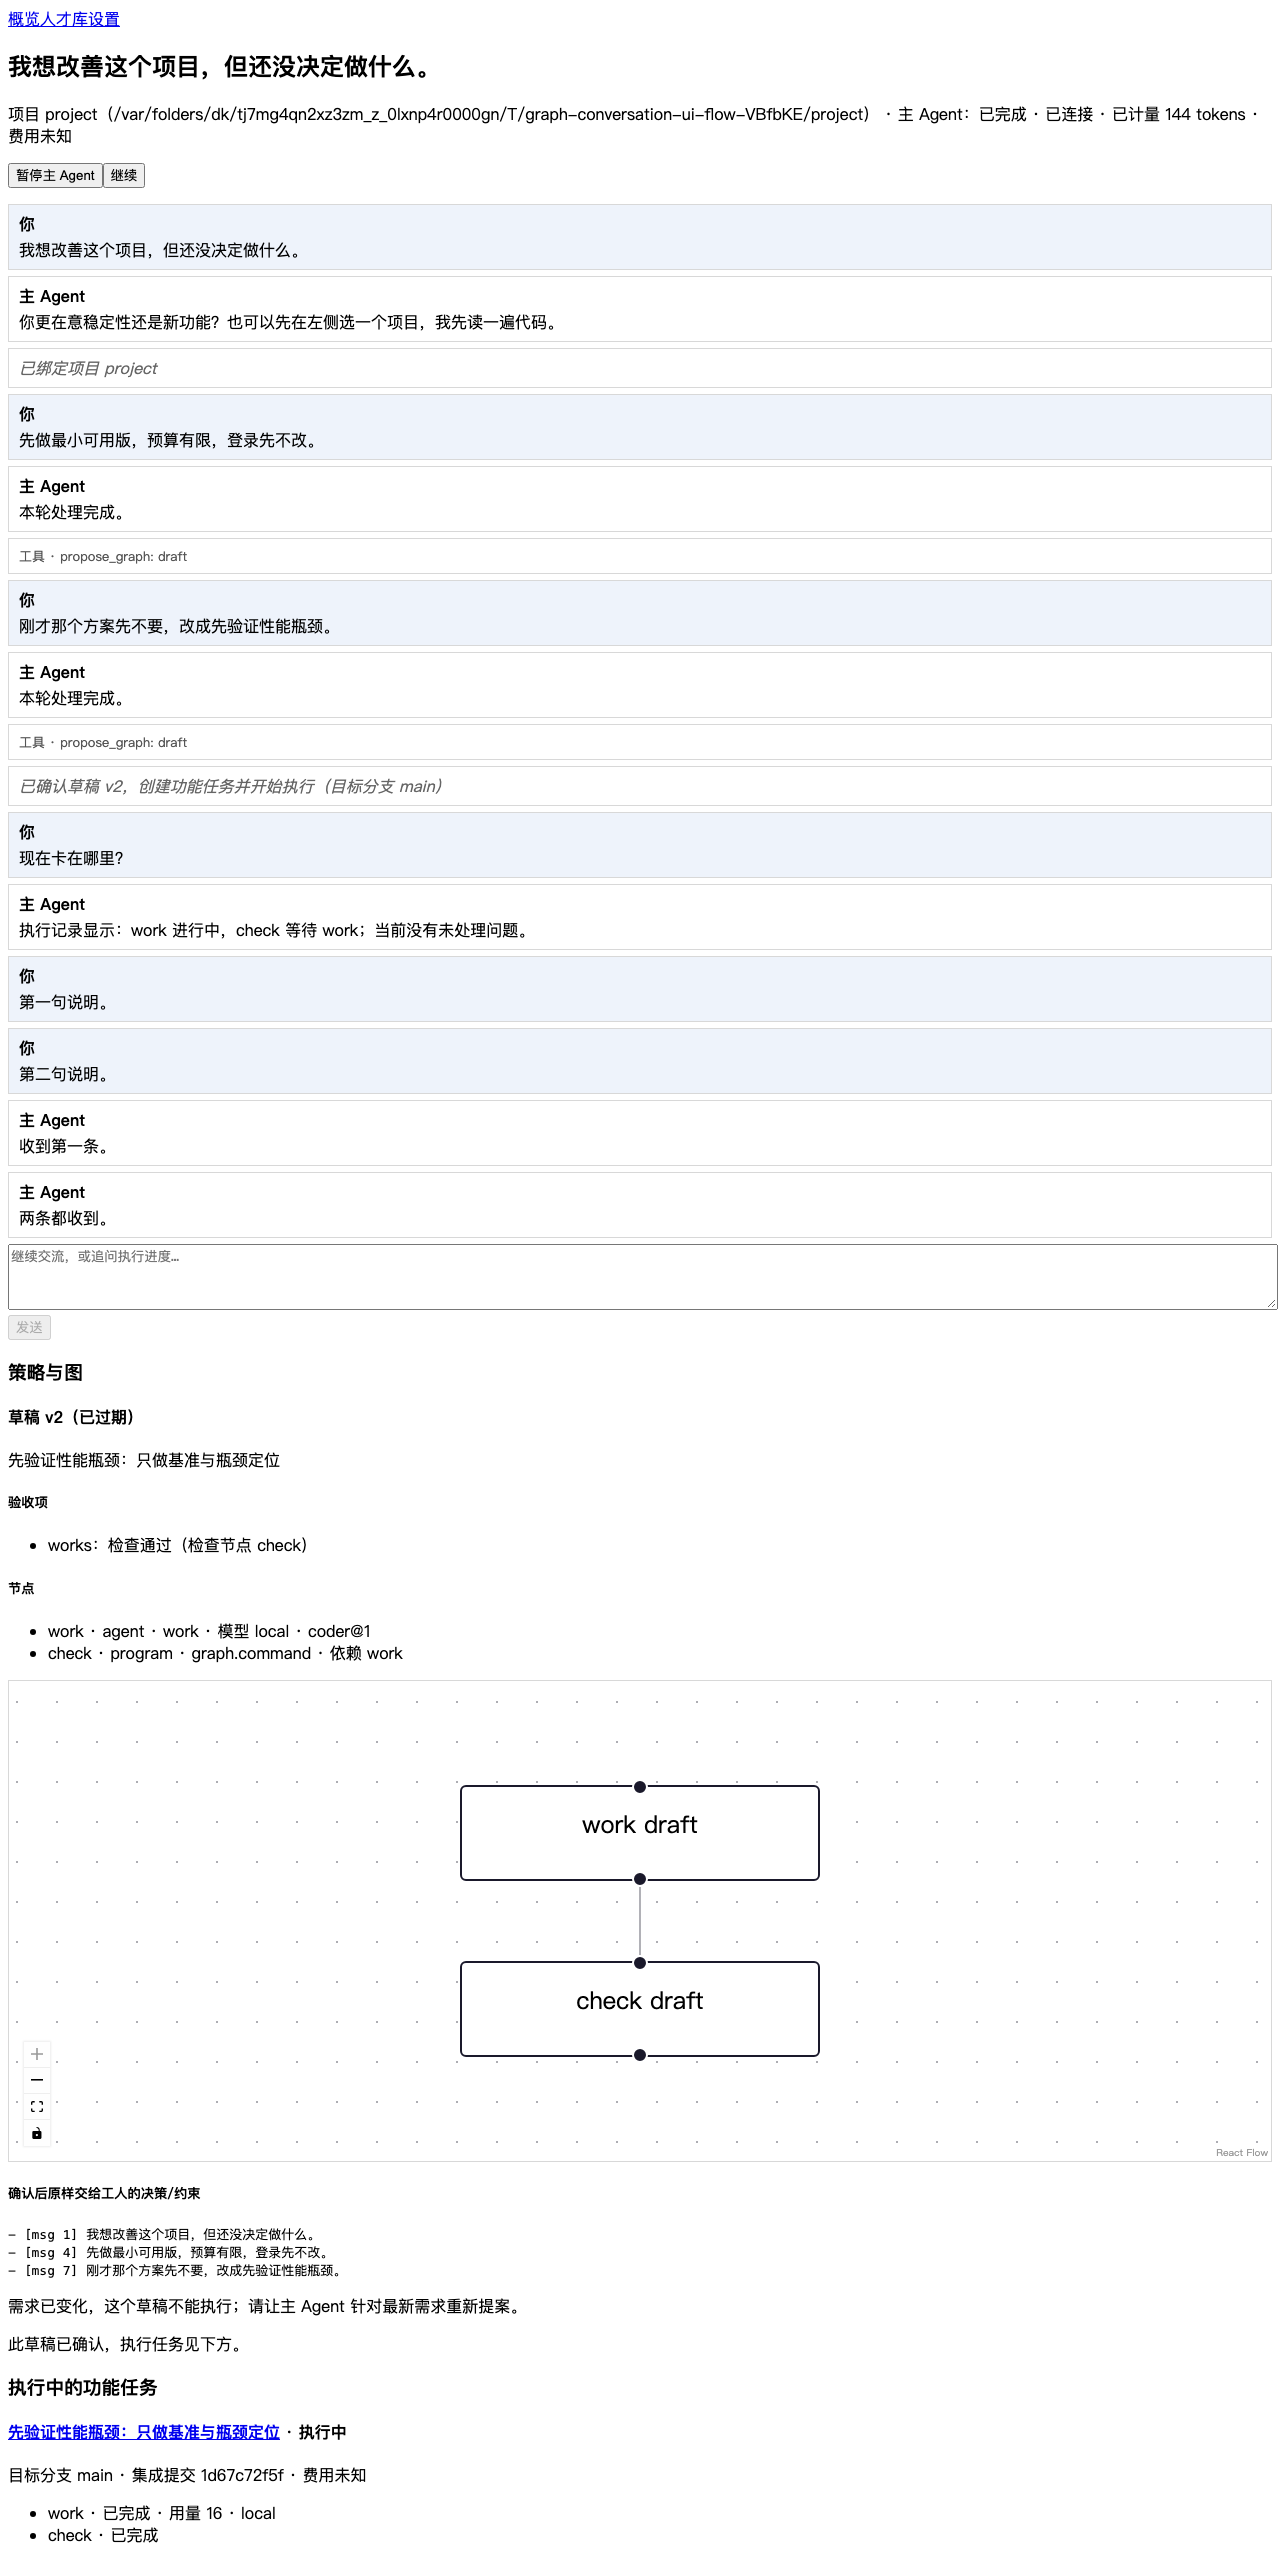 概览人才库设置
我想改善这个项目，但还没决定做什么。
项目 project（/var/folders/dk/tj7mg4qn2xz3zm_z_0lxnp4r0000gn/T/graph-conversation-ui-flow-VBfbKE/project） · 主 Agent：已完成 · 已连接 · 已计量 144 tokens ·
费用未知
暂停主 Agent 继续
你
我想改善这个项目，但还没决定做什么。
主 Agent
你更在意稳定性还是新功能？也可以先在左侧选一个项目，我先读一遍代码。
已绑定项目 project
你
先做最小可用版，预算有限，登录先不改。
主 Agent
本轮处理完成。
工具 · propose_graph: draft
你
刚才那个方案先不要，改成先验证性能瓶颈。
主 Agent
本轮处理完成。
工具 · propose_graph: draft
已确认草稿 v2，创建功能任务并开始执行（目标分支 main）
你
现在卡在哪里？
主 Agent
执行记录显示：work 进行中，check 等待 work；当前没有未处理问题。
你
第一句说明。
你
第二句说明。
主 Agent
收到第一条。
主 Agent
两条都收到。
继续交流，或追问执行进度…
发送
策略与图
草稿 v2（已过期）
先验证性能瓶颈：只做基准与瓶颈定位
验收项
• works：检查通过（检查节点 check）
节点
• work · agent · work · 模型 local · coder@1
• check · program · graph.command · 依赖 work
work draft
check draft
React Flow
确认后原样交给工人的决策/约束
– [msg 1] 我想改善这个项目，但还没决定做什么。
– [msg 4] 先做最小可用版，预算有限，登录先不改。
– [msg 7] 刚才那个方案先不要，改成先验证性能瓶颈。
需求已变化，这个草稿不能执行；请让主 Agent 针对最新需求重新提案。
此草稿已确认，执行任务见下方。
执行中的功能任务
先验证性能瓶颈：只做基准与瓶颈定位 · 执行中
目标分支 main · 集成提交 1d67c72f5f · 费用未知
• work · 已完成 · 用量 16 · local
• check · 已完成